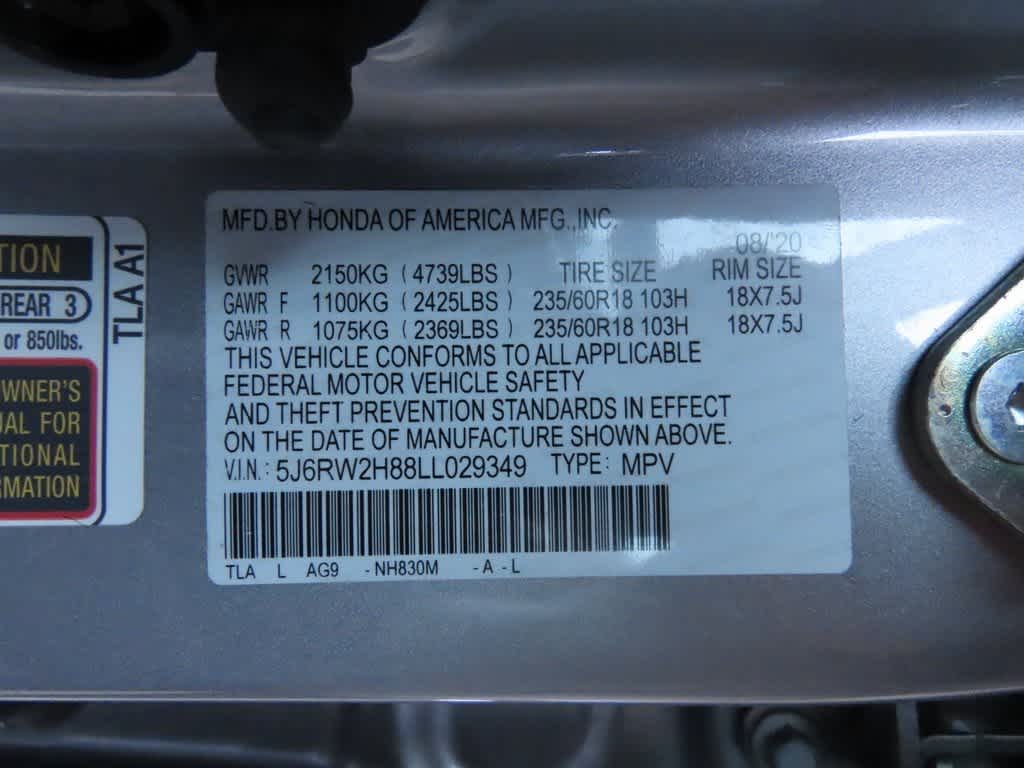 TION
REAR 3
or 850lbs.
WNER'S
UAL FOR
TIONAL
RMATION
TLA A1
MFD.BY HONDA OF AMERICA MFG.,INC.
08/'20
GVWR 2150KG (4739LBS) TIRE SIZE RIM SIZE
GAWR F 1100KG (2425LBS) 235/60R18 103H 18X7.5J
GAWR R 1075KG (2369LBS) 235/60R18 103H 18X7.5J
THIS VEHICLE CONFORMS TO ALL APPLICABLE
FEDERAL MOTOR VEHICLE SAFETY
AND THEFT PREVENTION STANDARDS IN EFFECT
ON THE DATE OF MANUFACTURE SHOWN ABOVE.
V.I.N.: 5J6RW2H88LL029349 TYPE: MPV
TLA L AG9 -NH830M -A -L